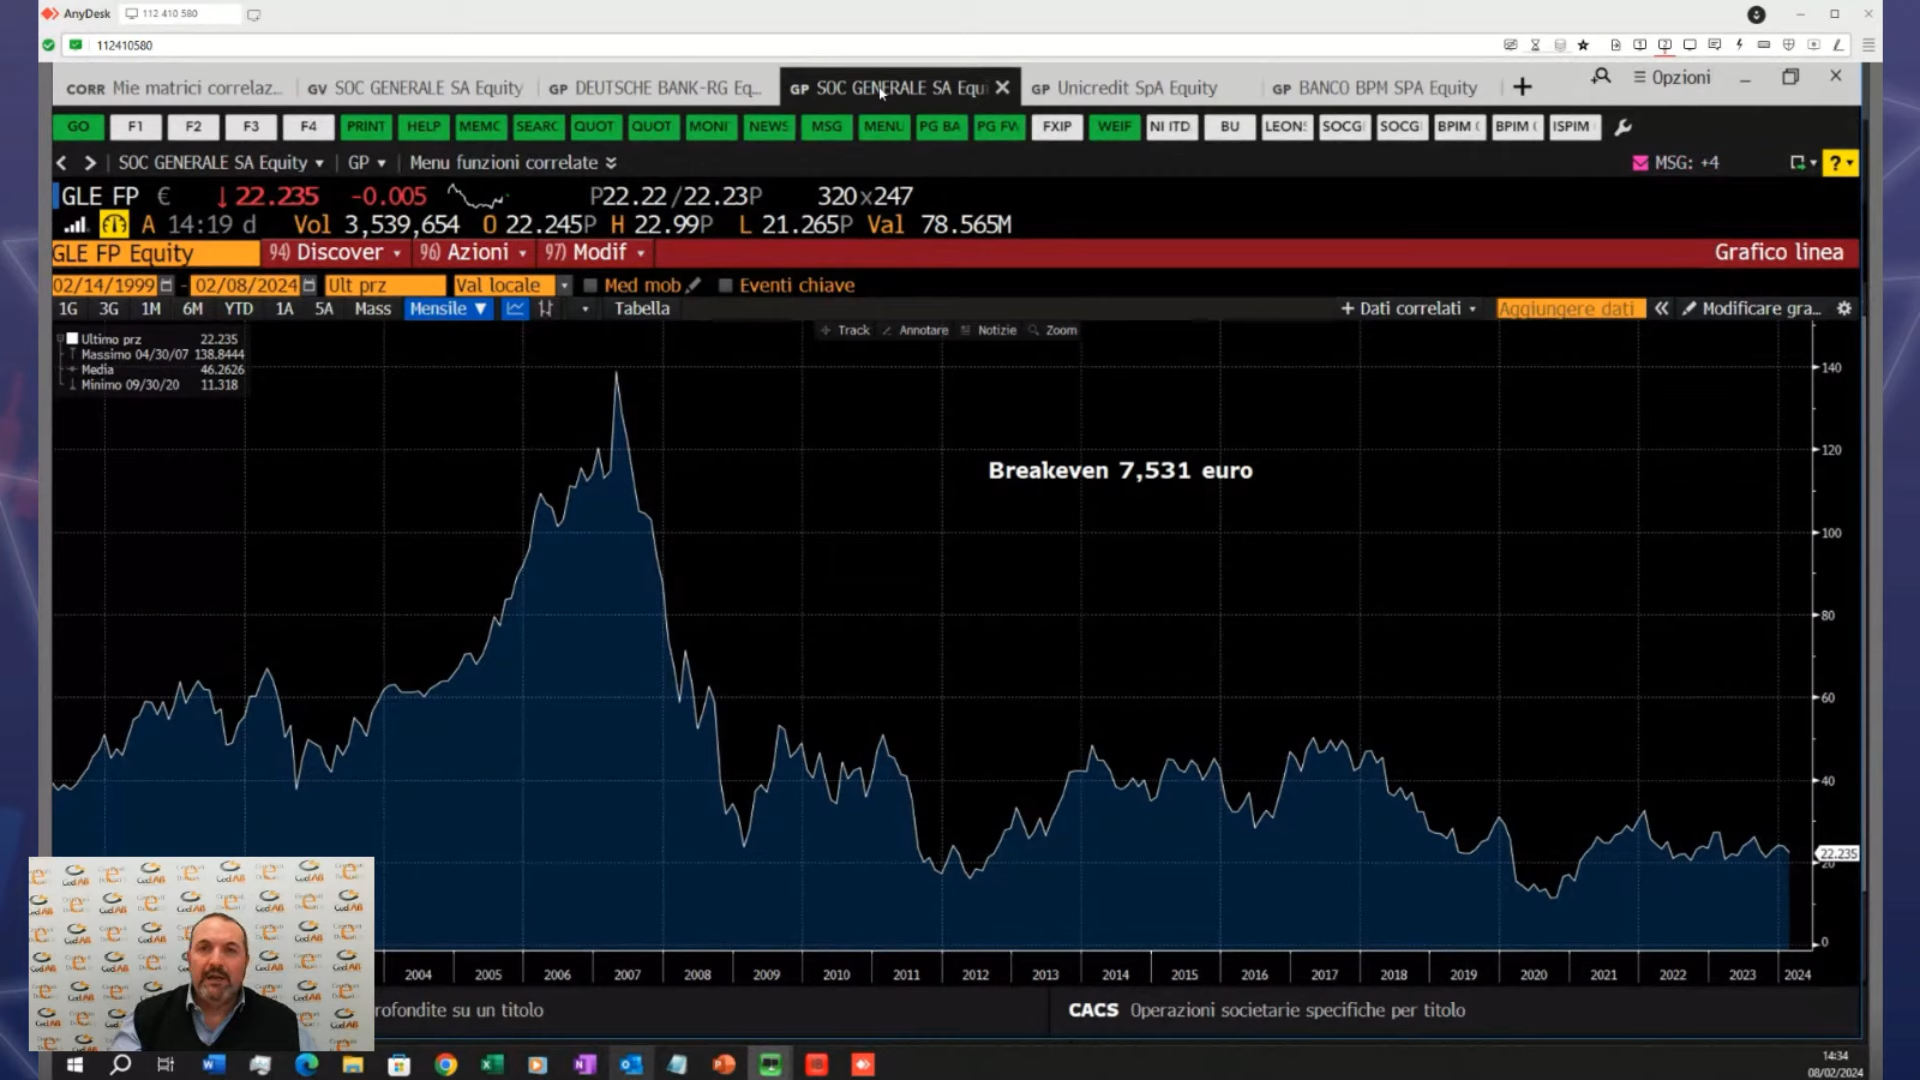 AnyDesk 112 410 580
112410580
CORR Mie matrici correlaz... GV SOC GENERALE SA Equity GP DEUTSCHE BANK-RG Eq... GP SOC GENERALE SA Equi GP Unicredit SpA Equity GP BANCO BPM SPA Equity Opzioni
GO F1 F2 F3 F4 PRINT HELP MEMC SEARC QUOT QUOT MONI NEWS MSG MENU PG BA PG FW FXIP WEIF NI ITD BU LEON: SOCG SOCG BPIM ( BPIM ( ISPIM
SOC GENERALE SA Equity GP Menu funzioni correlate MSG: +4 ?
GLE FP € ↓22.235 -0.005 P22.22/22.23P 320x247
A 14:19 d Vol 3,539,654 O 22.245P H 22.99P L 21.265P Val 78.565M
GLE FP Equity 94) Discover 96) Azioni 97) Modif Grafico linea
02/14/1999 - 02/08/2024 Ult prz Val locale Med mob Eventi chiave
1G 3G 1M 6M YTD 1A 5A Mass Mensile ▼ Tabella + Dati correlati Aggiungere dati « Modificare gra...
Track Annotare Notizie Zoom
Ultimo prz 22.235
Massimo 04/30/07 138.8444
Media 46.2626
Minimo 09/30/20 11.318
140
120
Breakeven 7,531 euro
100
80
60
40
22.235
20
0
2004 2005 2006 2007 2008 2009 2010 2011 2012 2013 2014 2015 2016 2017 2018 2019 2020 2021 2022 2023 2024
rofondite su un titolo CACS Operazioni societarie specifiche per titolo
14:34
08/02/2024